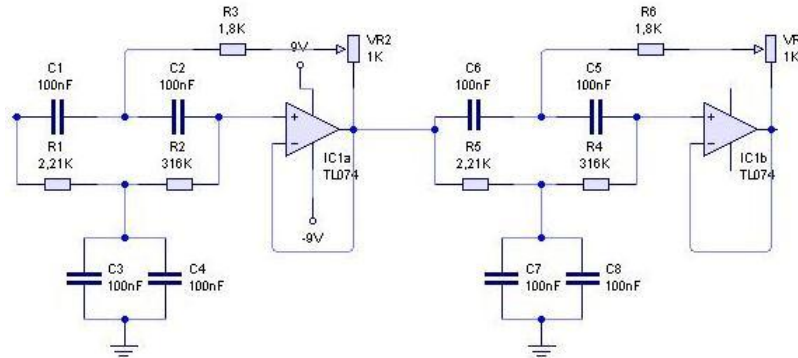 R3
1,8K
VR2
1K
9V
C1
100nF
C2
100nF
R1
2,21K
R2
316K
IC1a
TL074
-9V
C3
100nF
C4
100nF
R6
1,8K
VR
1K
C6
100nF
C5
100nF
R5
2,21K
R4
316K
IC1b
TL074
C7
100nF
C8
100nF